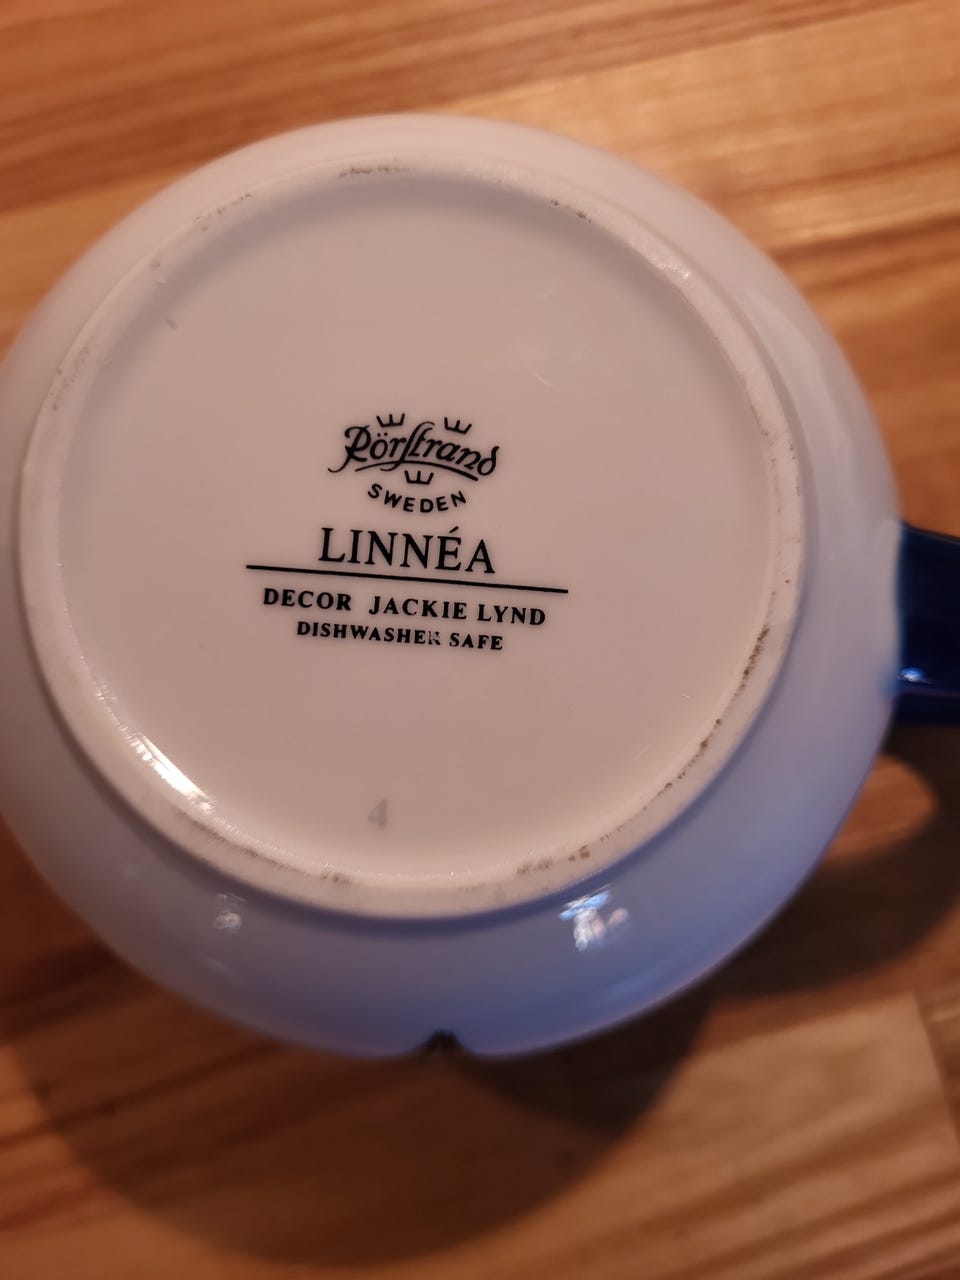 Rörstrand
SWEDEN
LINNÉA
DECOR JACKIE LYND
DISHWASHER SAFE
4